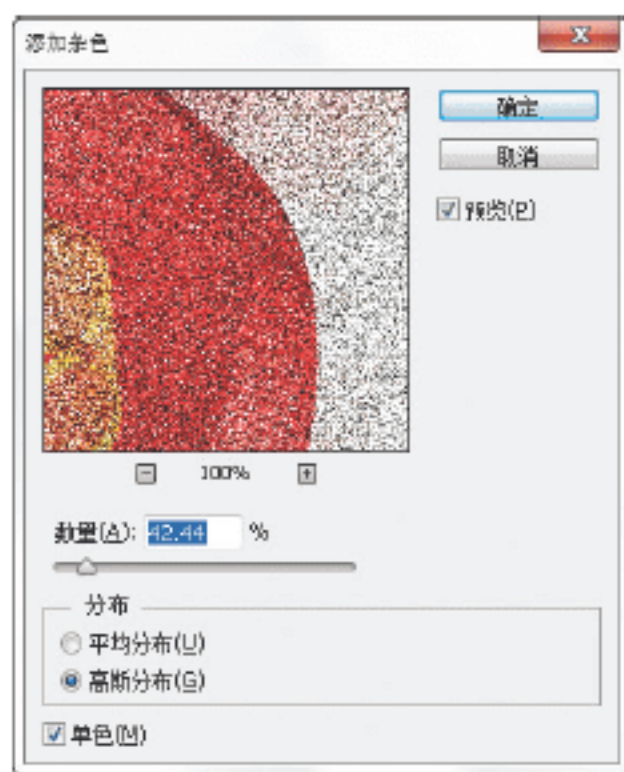 添加杂色
确定
取消
预览(P)
100%
数量(A): 42.44 %
分布
平均分布(U)
高斯分布(G)
单色(M)